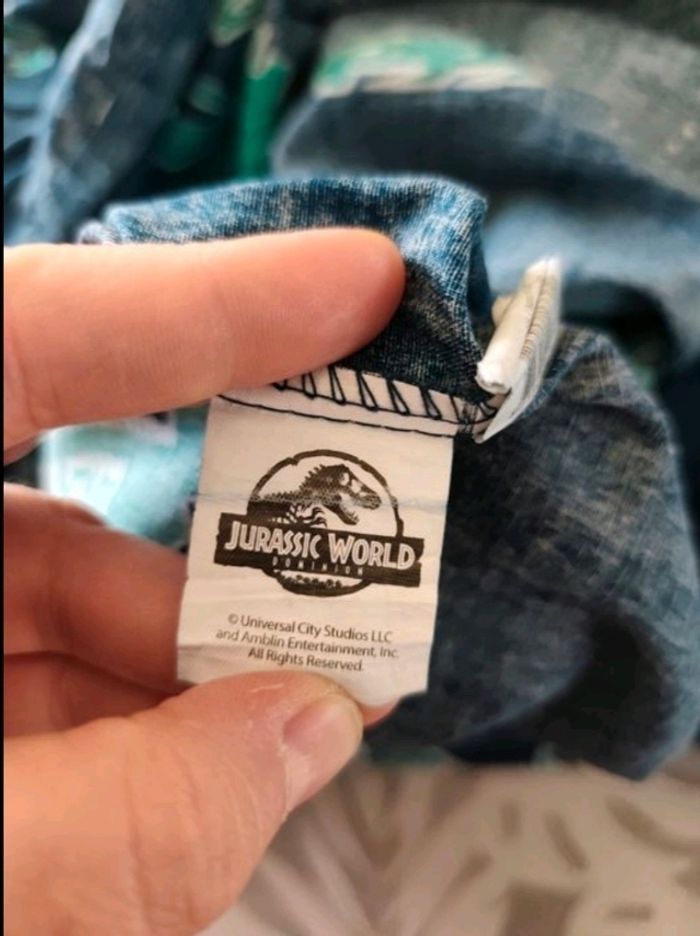 JURASSIC WORLD
DOMINION
© Universal City Studios LLC
and Amblin Entertainment, Inc.
All Rights Reserved.